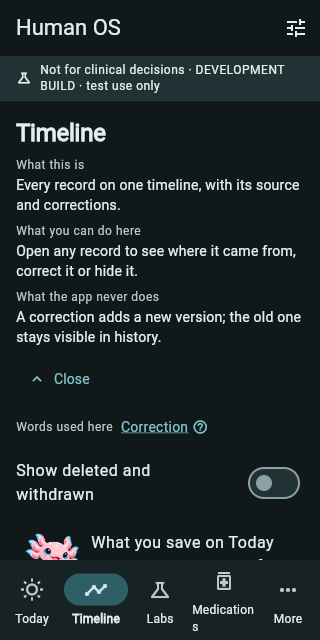 Human OS
Not for clinical decisions · DEVELOPMENT
BUILD · test use only
Timeline
What this is
Every record on one timeline, with its source
and corrections.
What you can do here
Open any record to see where it came from,
correct it or hide it.
What the app never does
A correction adds a new version; the old one
stays visible in history.
Close
Words used here Correction
Show deleted and
withdrawn
What you save on Today
Today
Timeline
Labs
Medication
s
More